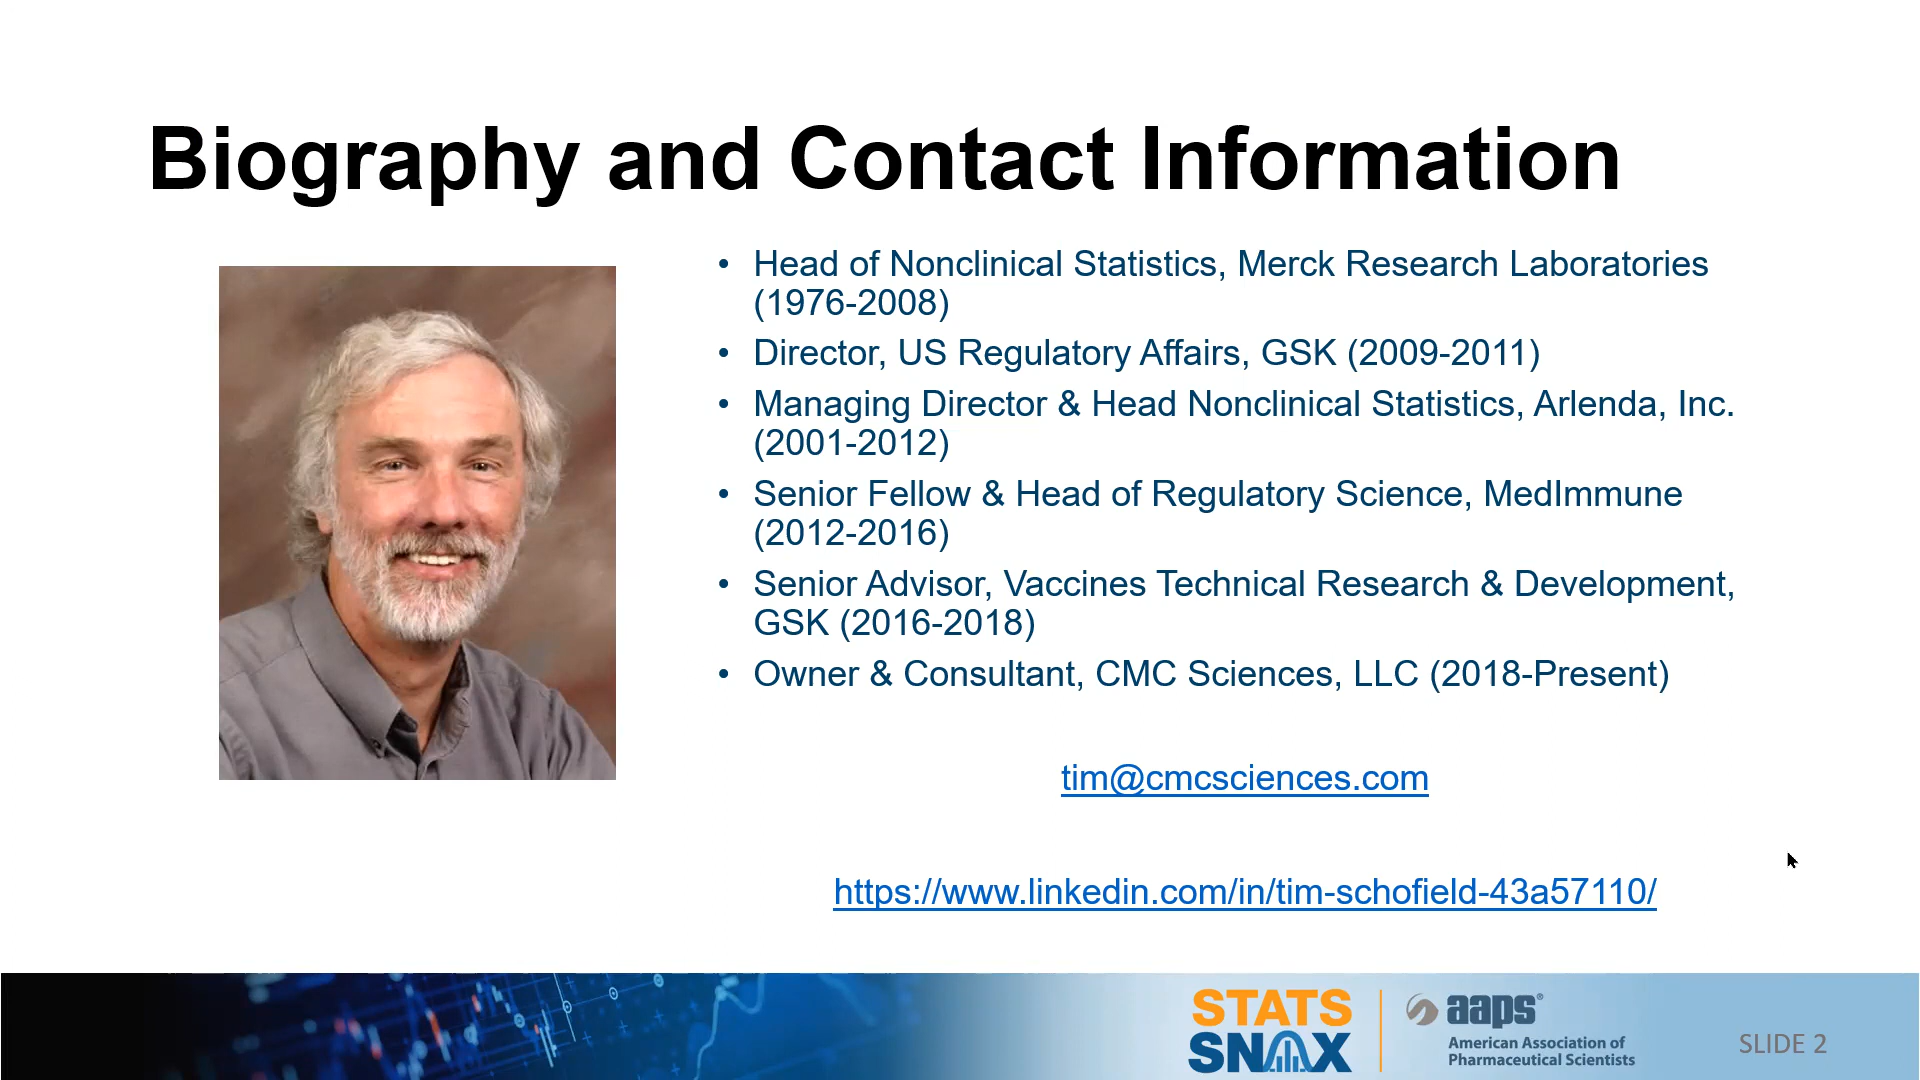 Biography and Contact Information
• Head of Nonclinical Statistics, Merck Research Laboratories
(1976-2008)
• Director, US Regulatory Affairs, GSK (2009-2011)
• Managing Director & Head Nonclinical Statistics, Arlenda, Inc.
(2001-2012)
• Senior Fellow & Head of Regulatory Science, MedImmune
(2012-2016)
• Senior Advisor, Vaccines Technical Research & Development,
GSK (2016-2018)
• Owner & Consultant, CMC Sciences, LLC (2018-Present)
tim@cmcsciences.com
https://www.linkedin.com/in/tim-schofield-43a57110/
STATS
SNAX
aaps®
American Association of
Pharmaceutical Scientists
SLIDE 2